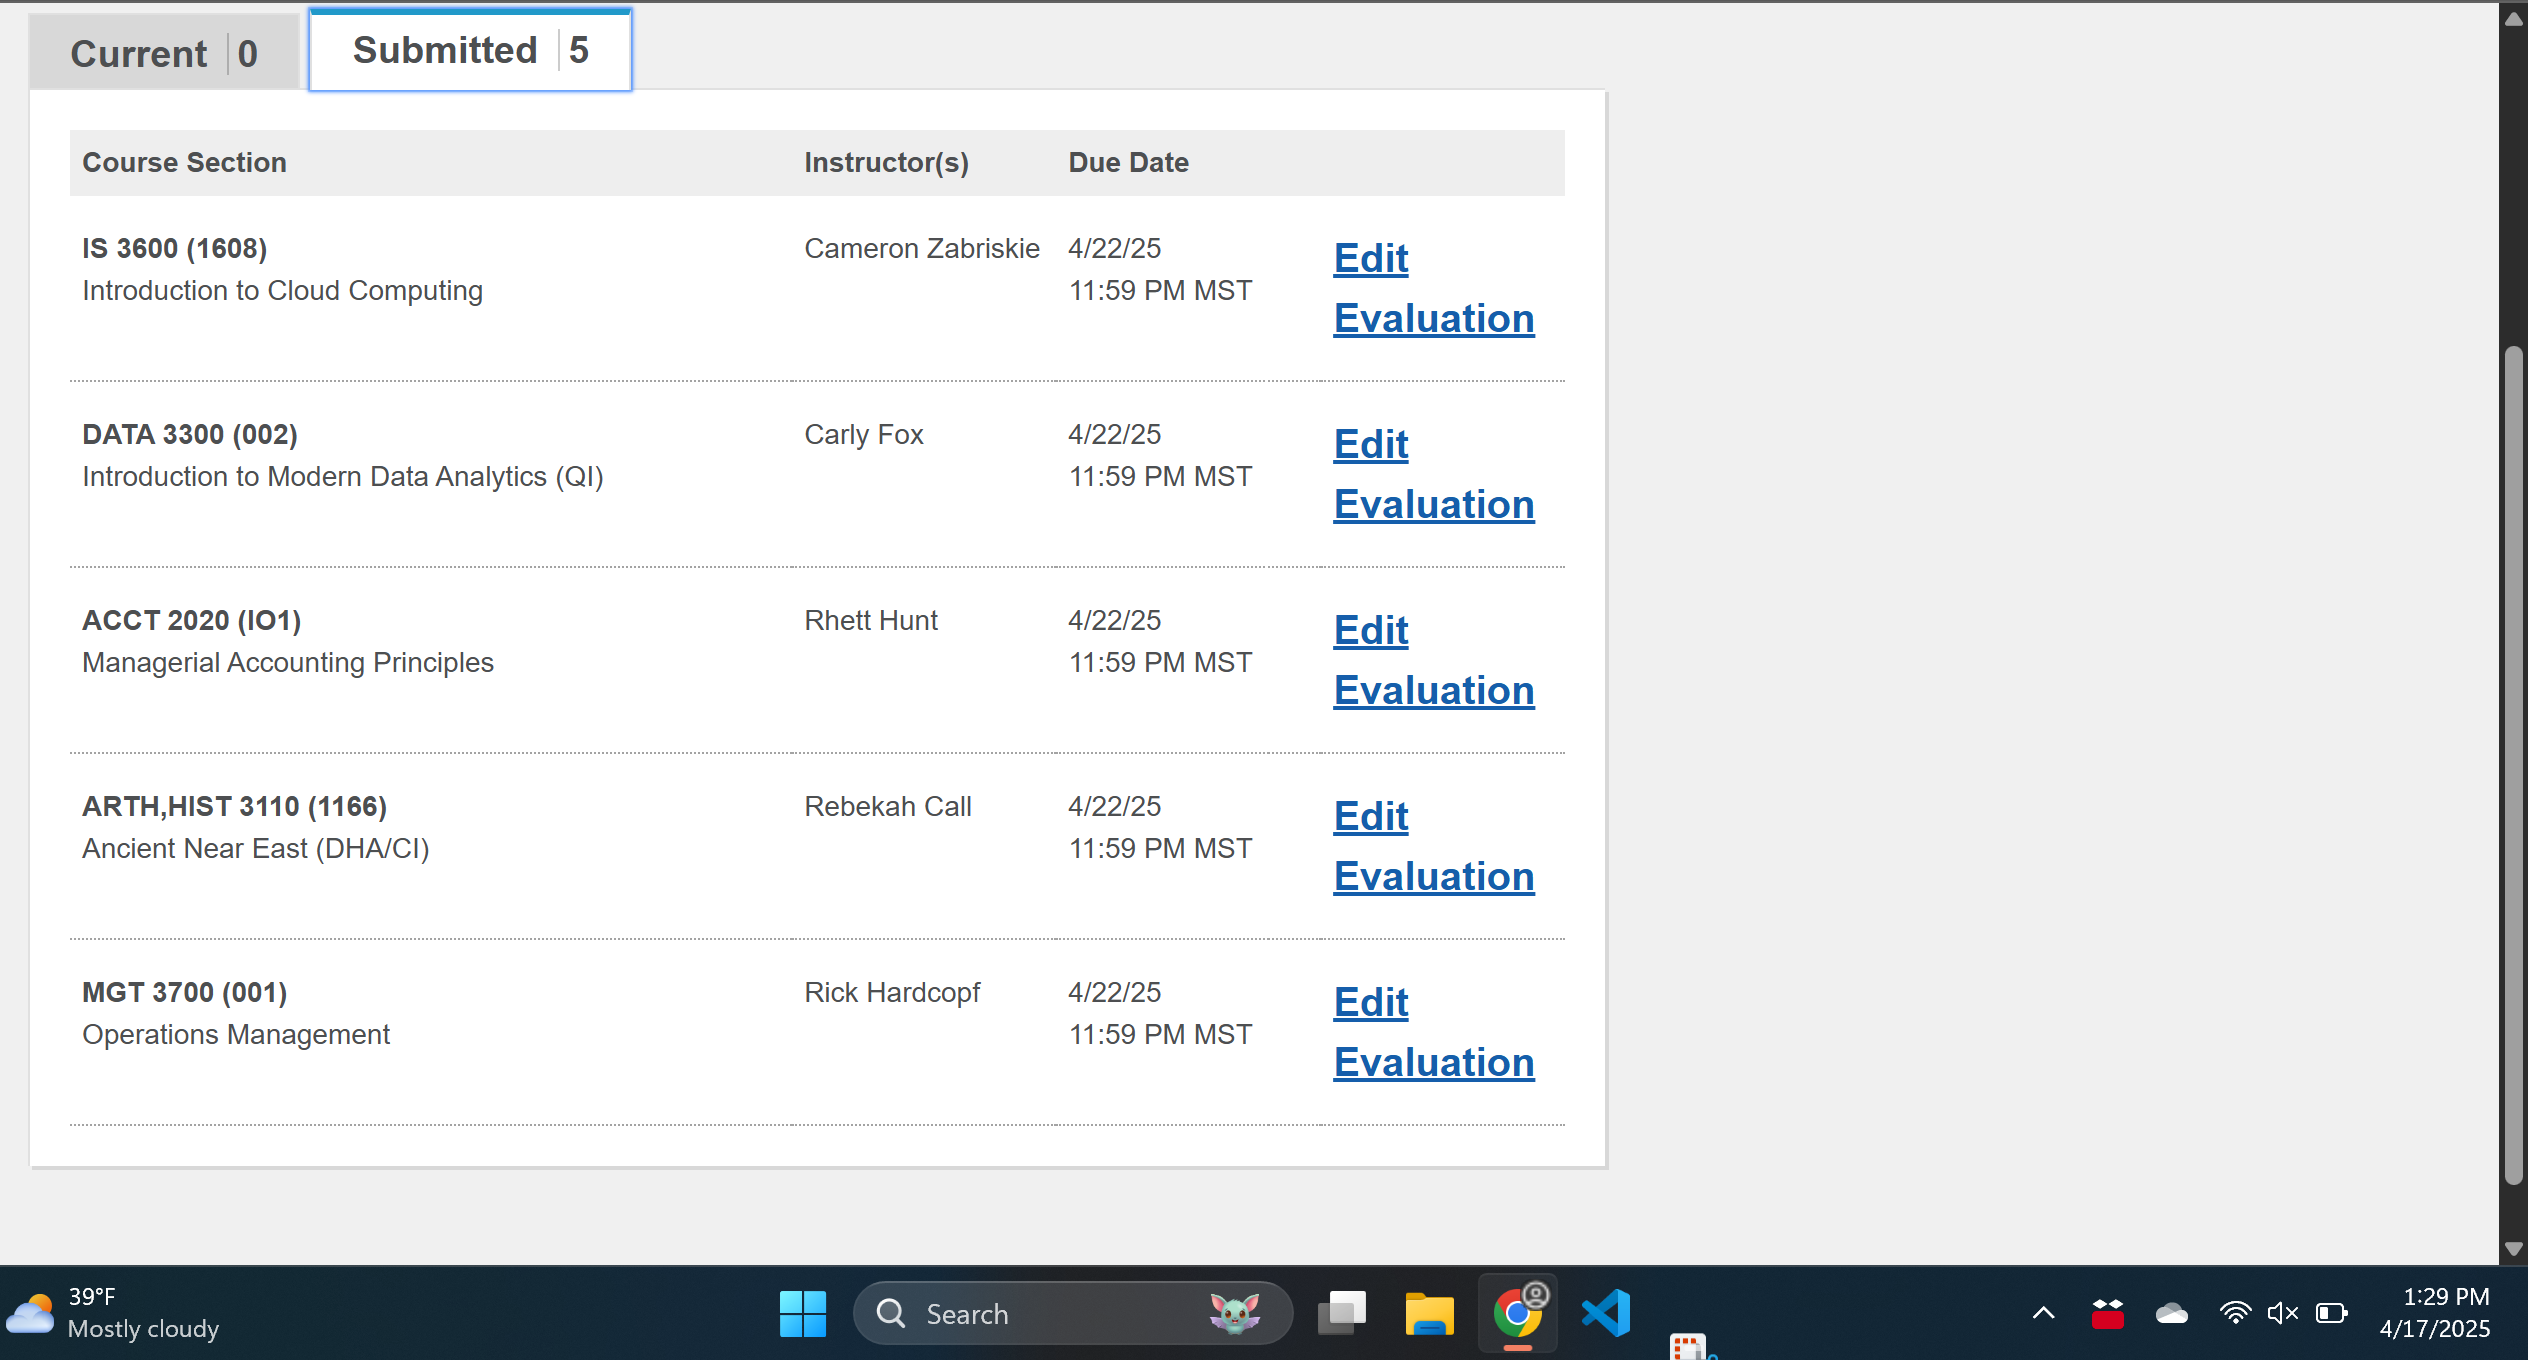 Current 0
Submitted 5
Course Section Instructor(s) Due Date
IS 3600 (1608) Cameron Zabriskie 4/22/25 Edit
Introduction to Cloud Computing 11:59 PM MST Evaluation
DATA 3300 (002) Carly Fox 4/22/25 Edit
Introduction to Modern Data Analytics (QI) 11:59 PM MST Evaluation
ACCT 2020 (IO1) Rhett Hunt 4/22/25 Edit
Managerial Accounting Principles 11:59 PM MST Evaluation
ARTH,HIST 3110 (1166) Rebekah Call 4/22/25 Edit
Ancient Near East (DHA/CI) 11:59 PM MST Evaluation
MGT 3700 (001) Rick Hardcopf 4/22/25 Edit
Operations Management 11:59 PM MST Evaluation
39°F
Mostly cloudy
Search
1:29 PM
4/17/2025